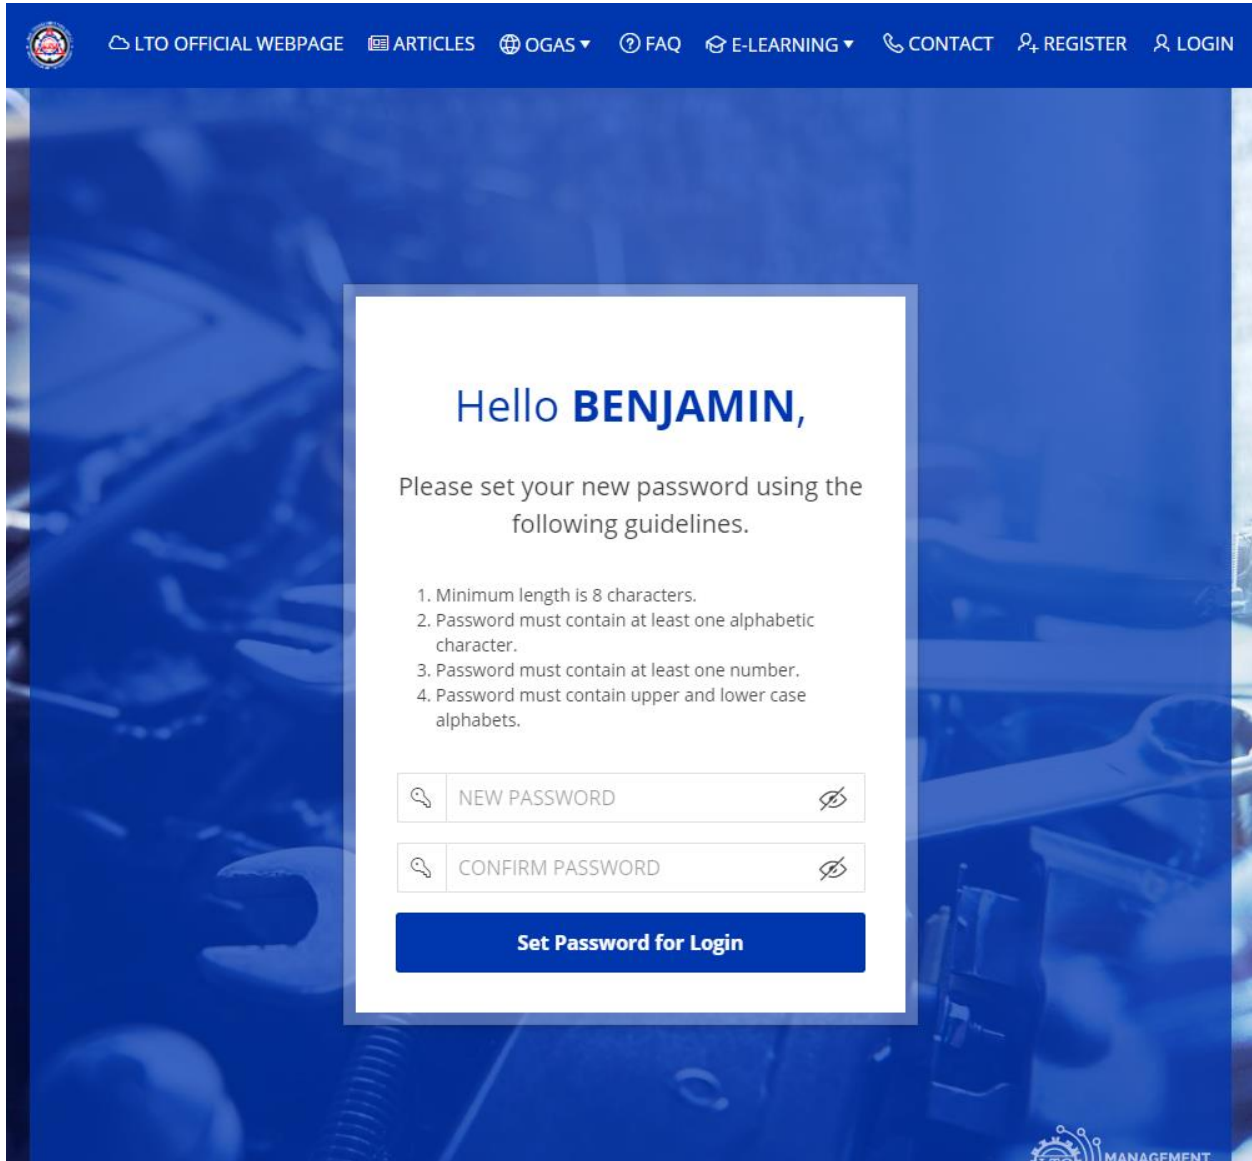 LTO OFFICIAL WEBPAGE ARTICLES OGAS FAQ E-LEARNING CONTACT REGISTER LOGIN
Hello BENJAMIN,
Please set your new password using the
following guidelines.
1. Minimum length is 8 characters.
2. Password must contain at least one alphabetic
character.
3. Password must contain at least one number.
4. Password must contain upper and lower case
alphabets.
NEW PASSWORD
CONFIRM PASSWORD
Set Password for Login
LTO MANAGEMENT